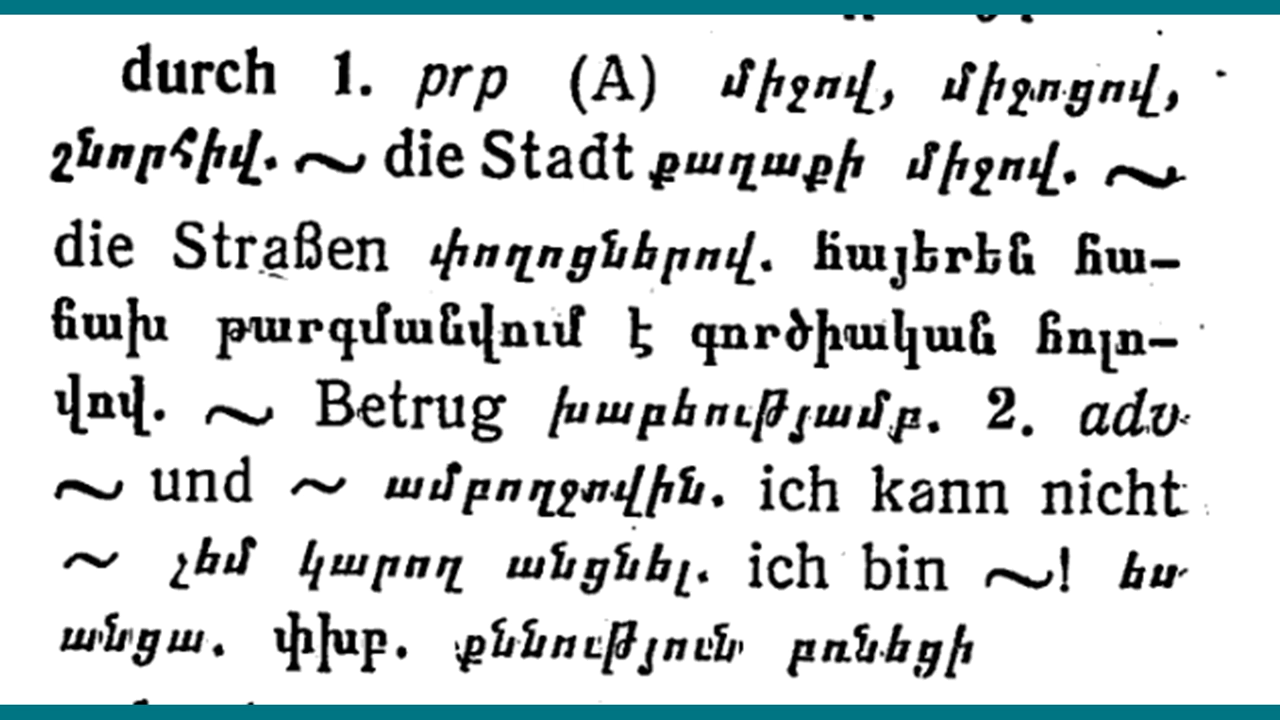 durch 1. prp (A) միջով, միջոցով,
շնորհիվ. ~ die Stadt քաղաքի միջով. ~
die Straßen փողոցներով. հայերեն հա-
ճախ թարգմանվում է գործիական հոլո-
վով. ~ Betrug խաբեությամբ. 2. adv
~ und ~ ամբողջովին. ich kann nicht
~ չեմ կարող անցնել. ich bin ~! ես
անցա. փխբ. քննություն բռնեցի